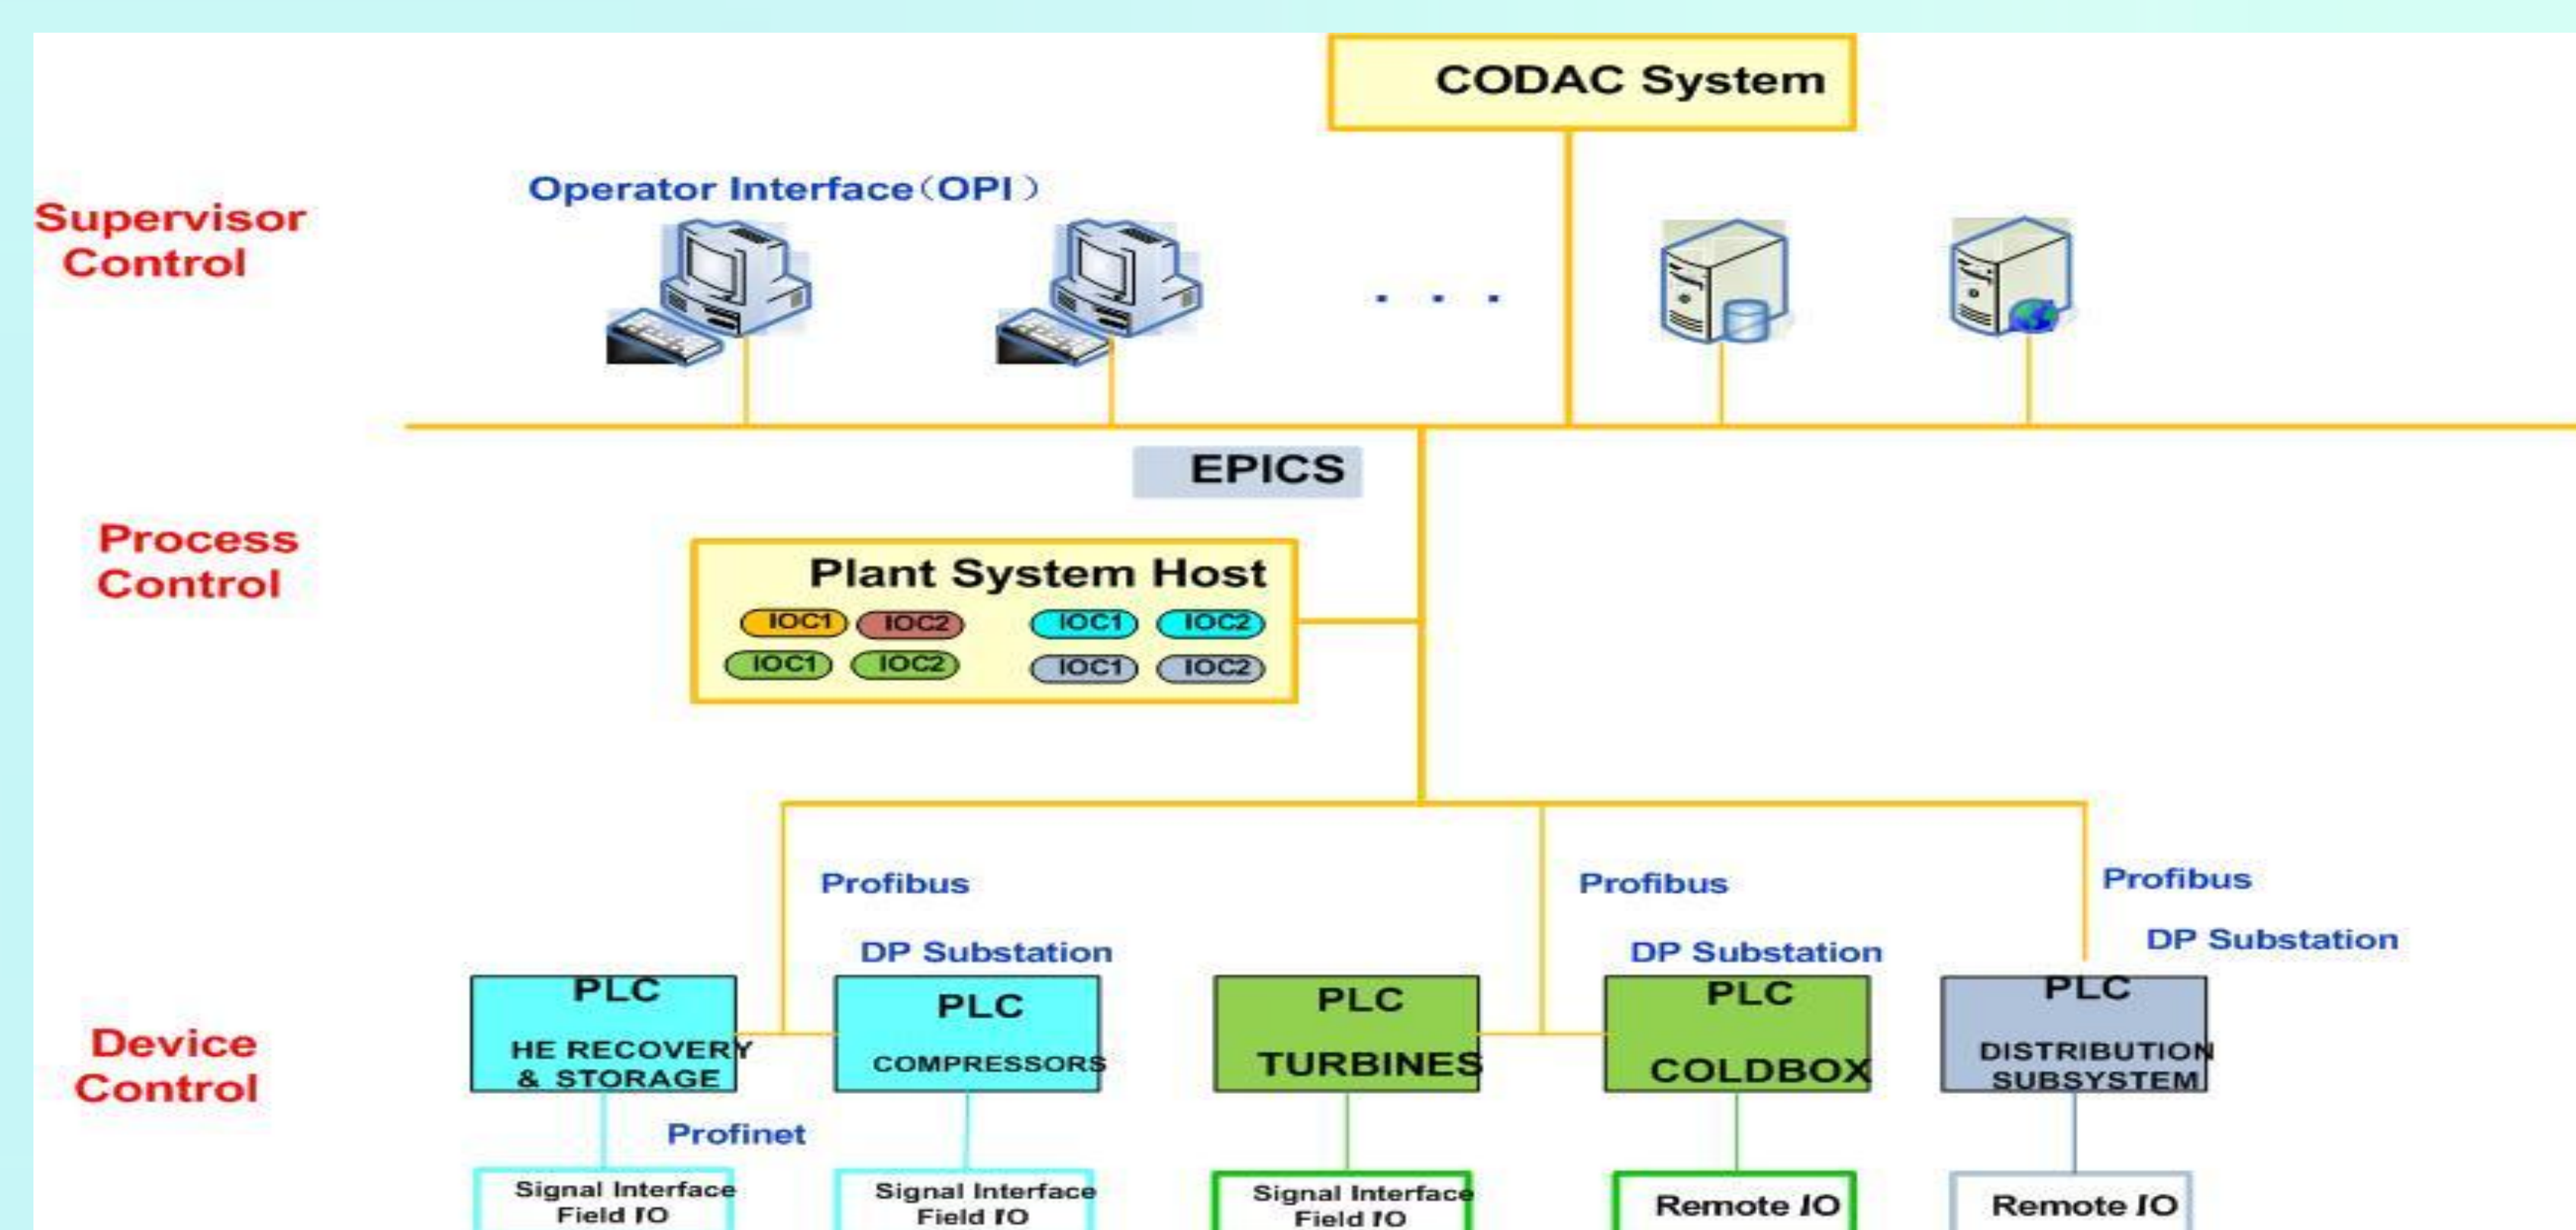 CODAC System
Operator Interface（OPI）
Supervisor
Control
. . .
EPICS
Process
Control
Plant System Host
IOC1 IOC2 IOC1 IOC2
IOC1 IOC2 IOC1 IOC2
Profibus Profibus Profibus
DP Substation DP Substation DP Substation
Device
Control
PLC
HE RECOVERY
& STORAGE
PLC
COMPRESSORS
PLC
TURBINES
PLC
COLDBOX
PLC
DISTRIBUTION
SUBSYSTEM
Profinet
Signal Interface
Field IO
Signal Interface
Field IO
Signal Interface
Field IO
Remote IO
Remote IO